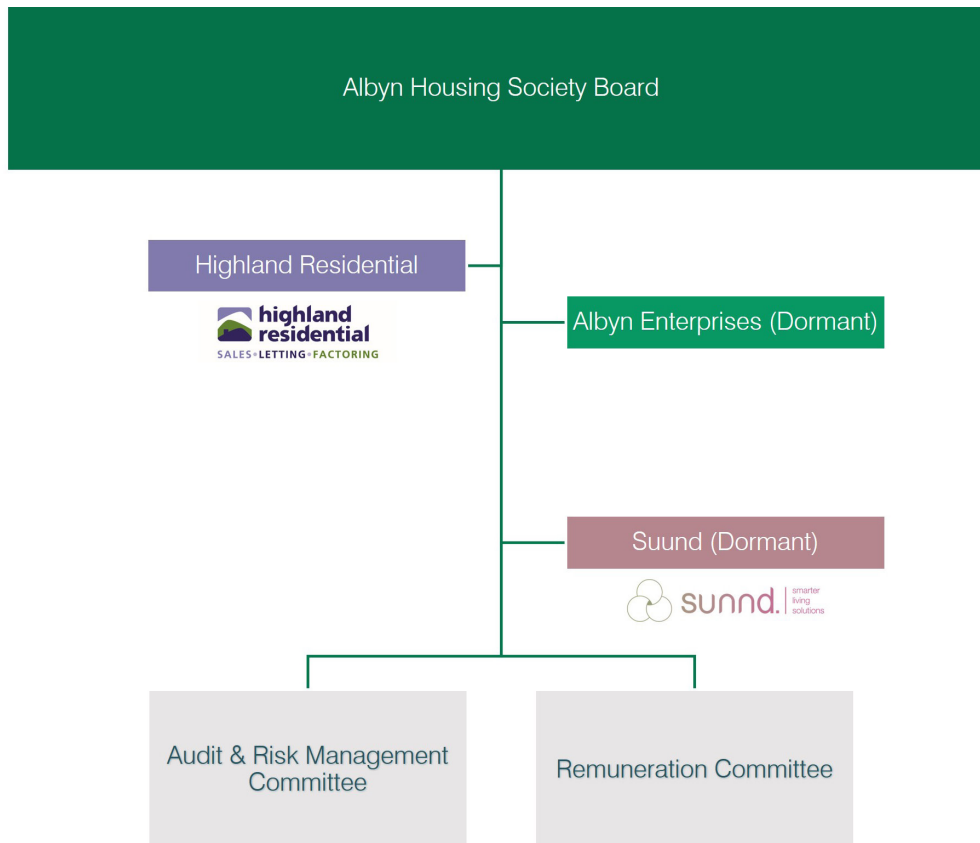 Albyn Housing Society Board
Highland Residential
highland
residential
SALES•LETTING•FACTORING
Albyn Enterprises (Dormant)
Suund (Dormant)
sunnd.
smarter
living
solutions
Audit & Risk Management
Committee
Remuneration Committee